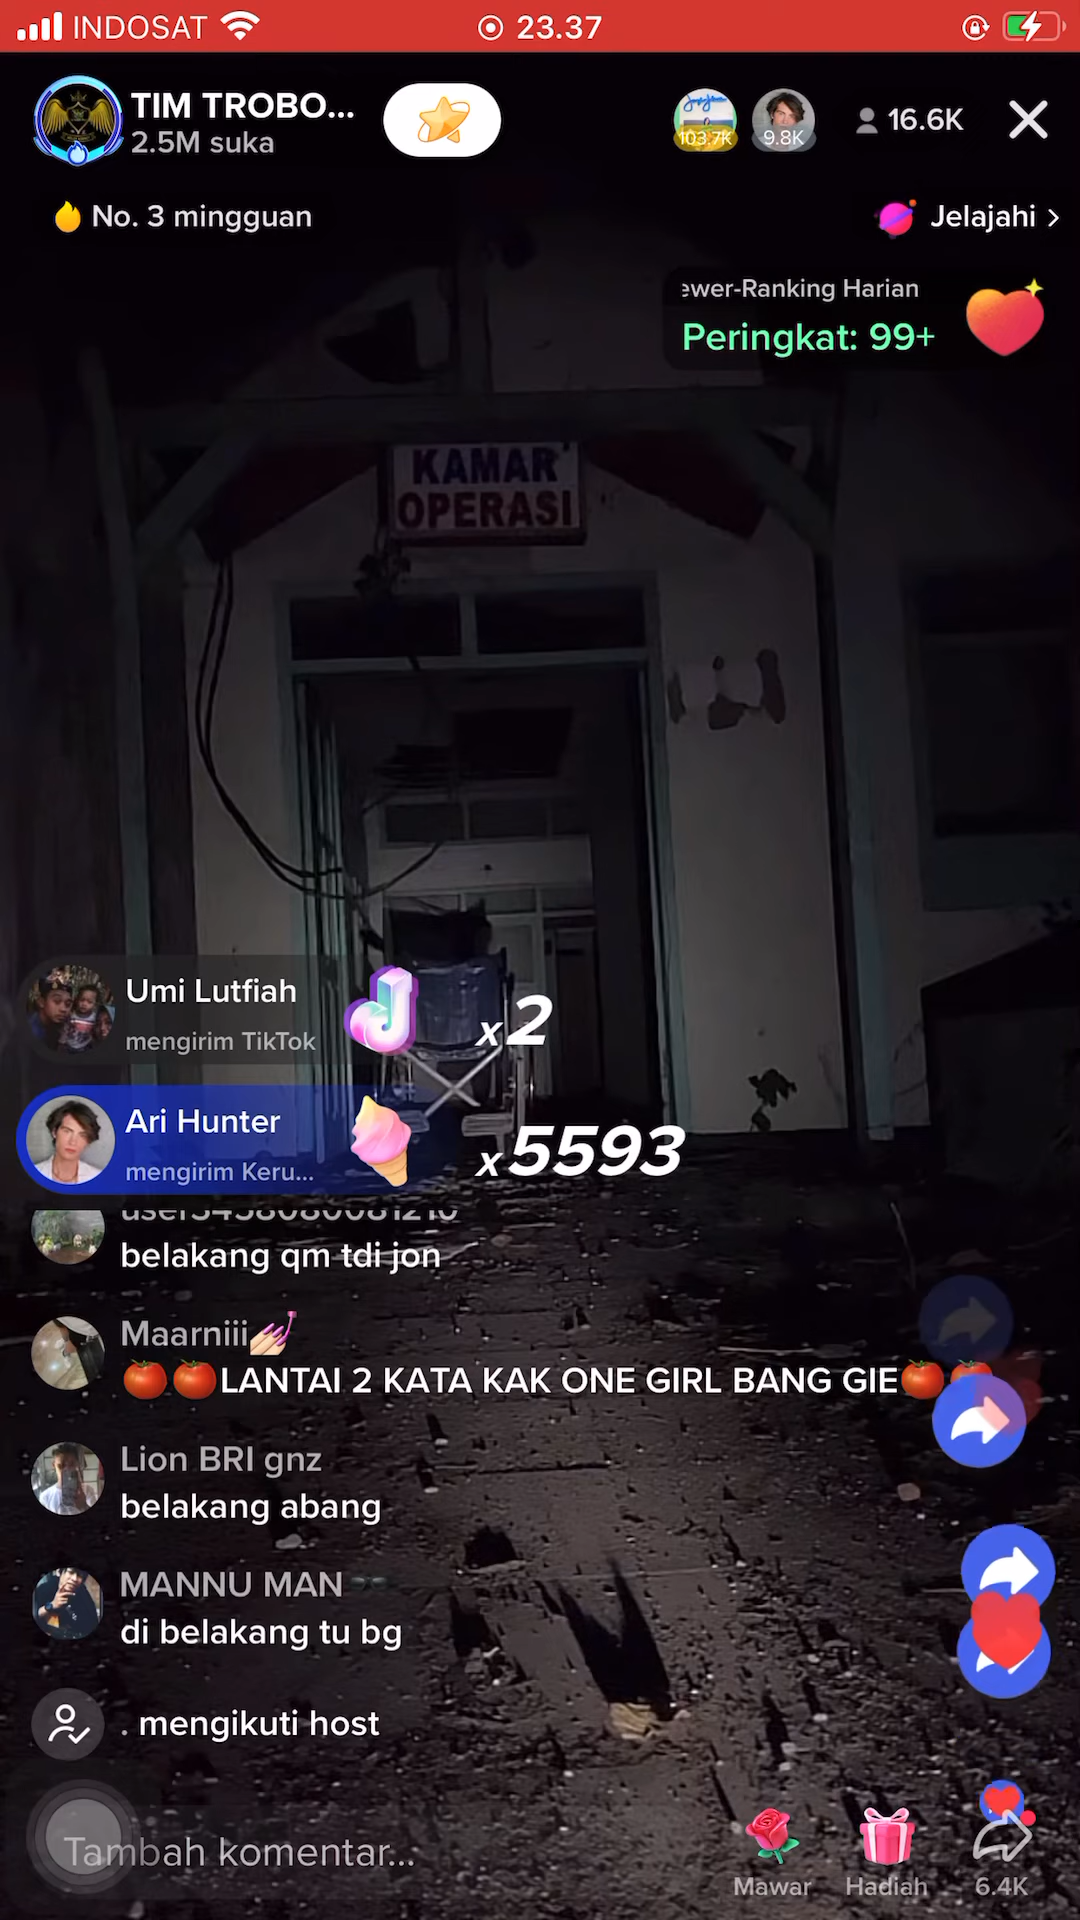 INDOSAT
23.37
TIM TROBO...
2.5M suka
103.7K
9.8K
16.6K
No. 3 mingguan
Jelajahi
ewer-Ranking Harian
Peringkat: 99+
KAMAR
OPERASI
Umi Lutfiah
mengirim TikTok
x2
Ari Hunter
mengirim Keru...
x5593
belakang qm tdi jon
Maarniii💅
🍅🍅LANTAI 2 KATA KAK ONE GIRL BANG GIE🍅🍅
Lion BRI gnz
belakang abang
MANNU MAN🕶️
di belakang tu bg
. mengikuti host
Tambah komentar...
Mawar
Hadiah
6.4K